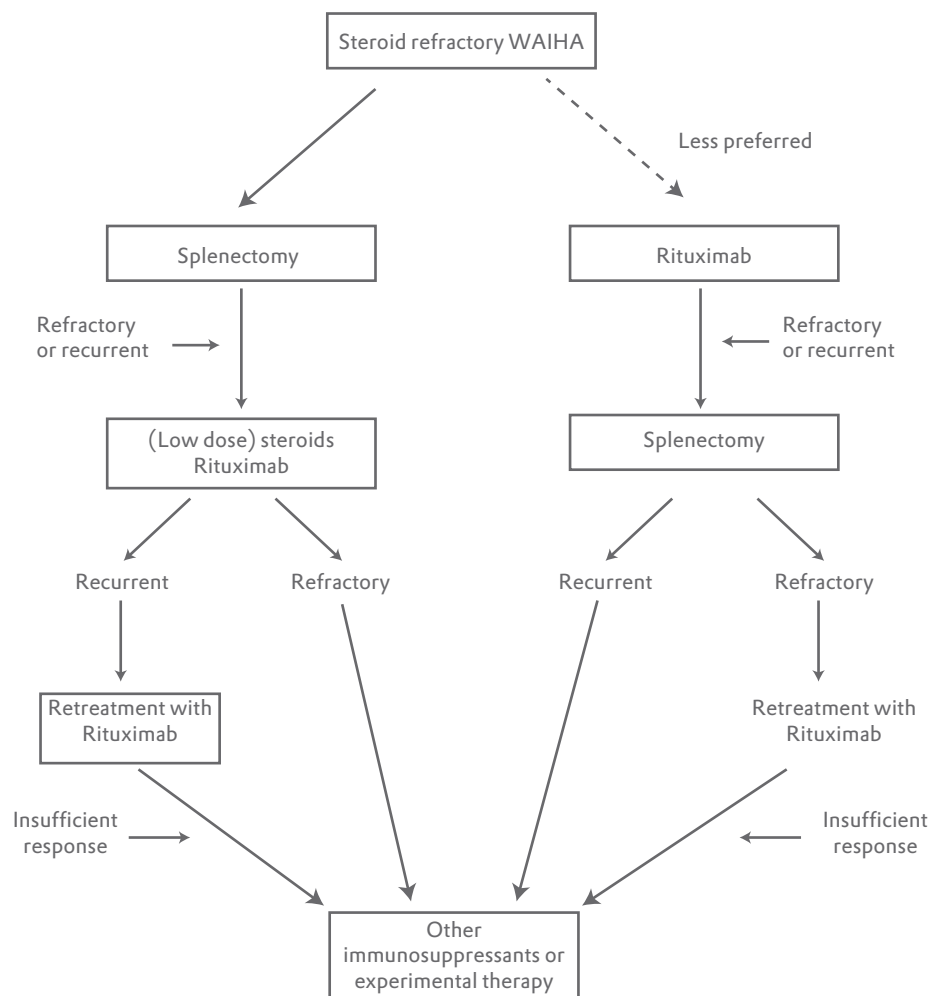 Steroid refractory WAIHA
Less preferred
Splenectomy
Rituximab
Refractory
or recurrent
Refractory
or recurrent
(Low dose) steroids
Rituximab
Splenectomy
Recurrent
Refractory
Recurrent
Refractory
Retreatment with
Rituximab
Retreatment with
Rituximab
Insufficient
response
Insufficient
response
Other
immunosuppressants or
experimental therapy